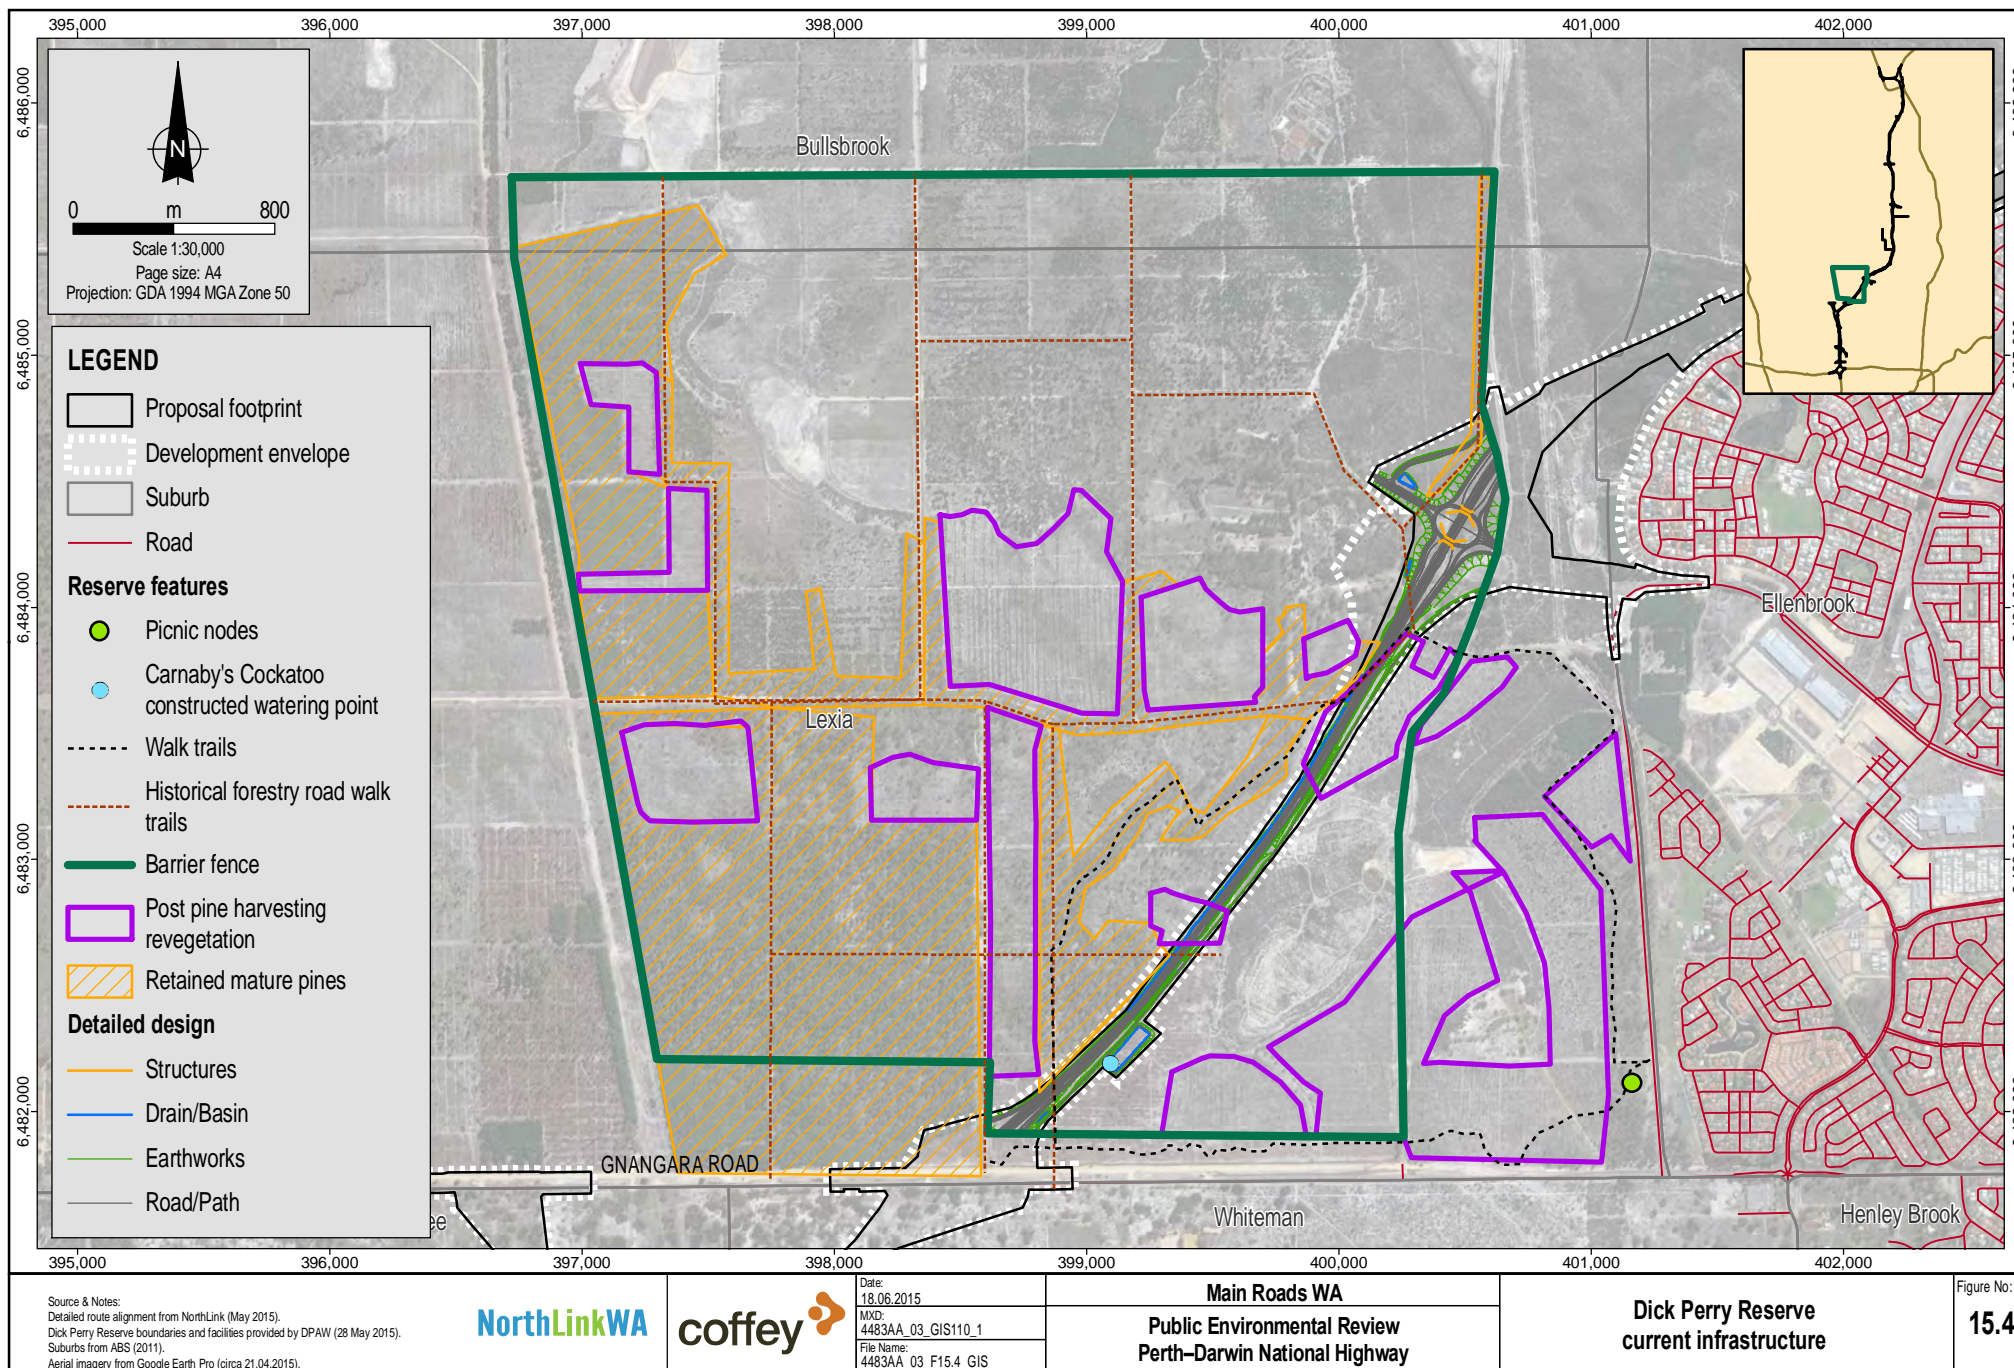 395,000 396,000 397,000 398,000 399,000 400,000 401,000 402,000
6,486,000
6,485,000
6,484,000
6,483,000
6,482,000
N
0 m 800
Scale 1:30,000
Page size: A4
Projection: GDA 1994 MGA Zone 50
LEGEND
Proposal footprint
Development envelope
Suburb
Road
Reserve features
Picnic nodes
Carnaby's Cockatoo
constructed watering point
Walk trails
Historical forestry road walk
trails
Barrier fence
Post pine harvesting
revegetation
Retained mature pines
Detailed design
Structures
Drain/Basin
Earthworks
Road/Path
Bullsbrook
Ellenbrook
Lexia
GNANGARA ROAD
Whiteman
Henley Brook
395,000 396,000 397,000 398,000 399,000 400,000 401,000 402,000
Source & Notes:
Detailed route alignment from NorthLink (May 2015).
Dick Perry Reserve boundaries and facilities provided by DPAW (28 May 2015).
Suburbs from ABS (2011).
Aerial imagery from Google Earth Pro (circa 21.04.2015).
NorthLinkWA
coffey
Date:
18.06.2015
MXD:
4483AA_03_GIS110_1
File Name:
4483AA_03_F15.4_GIS
Main Roads WA
Public Environmental Review
Perth–Darwin National Highway
Dick Perry Reserve
current infrastructure
Figure No:
15.4